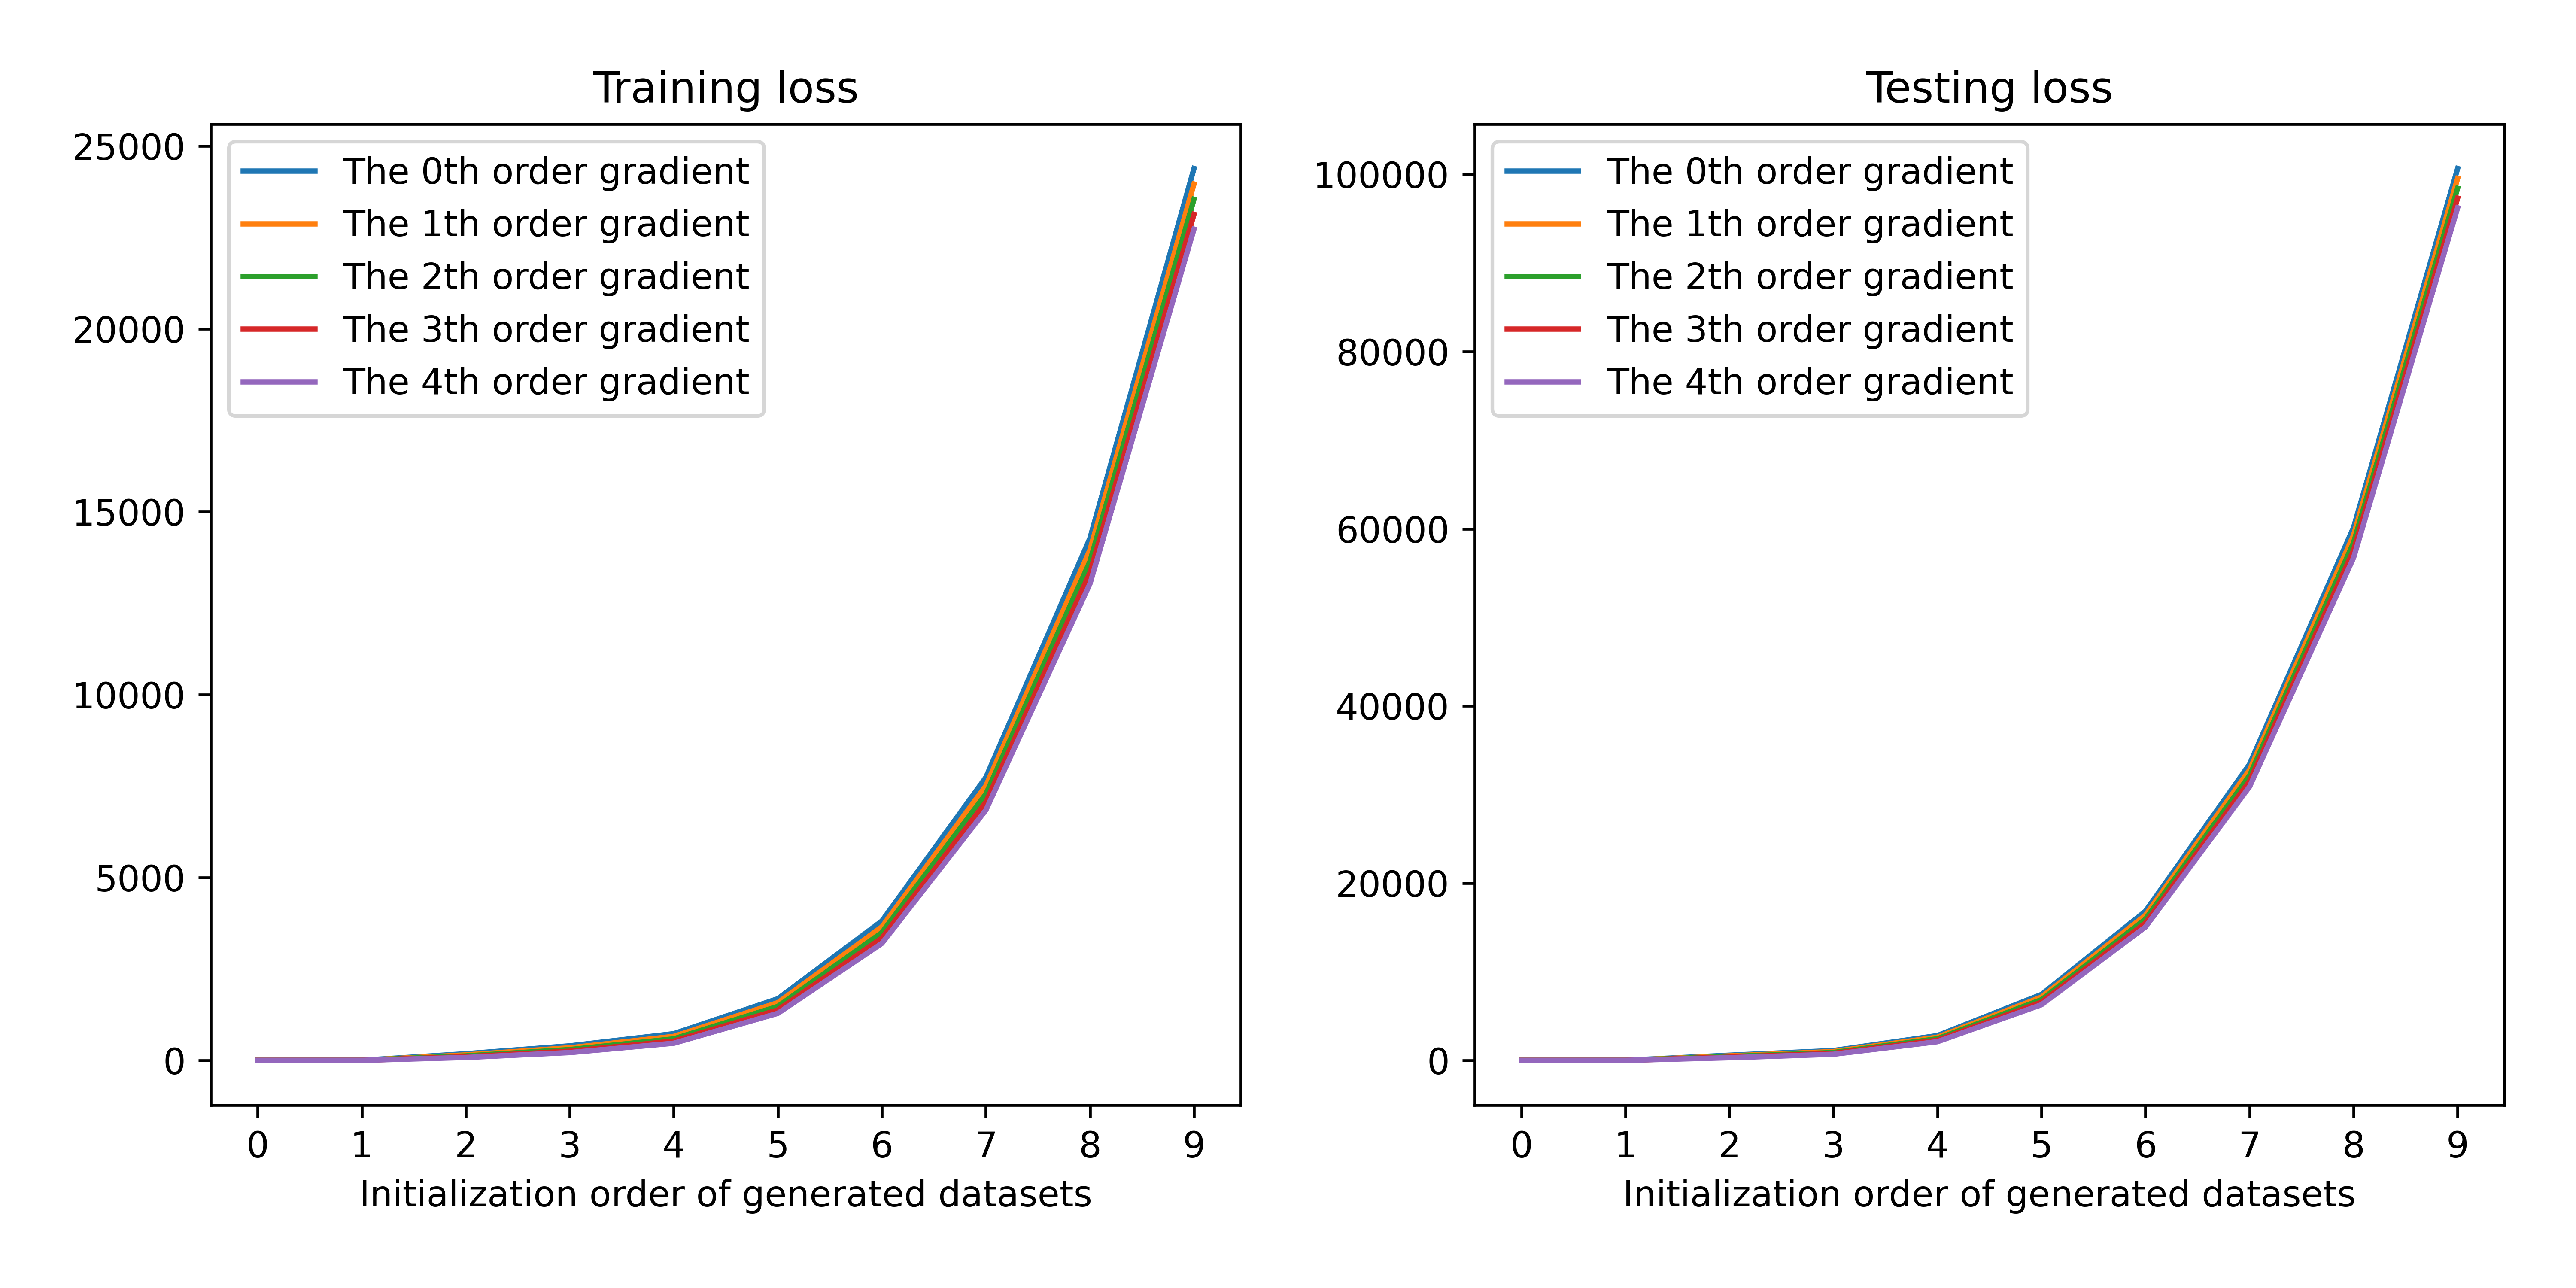 Training loss
25000
20000
15000
10000
5000
0
The 0th order gradient
The 1th order gradient
The 2th order gradient
The 3th order gradient
The 4th order gradient
0 1 2 3 4 5 6 7 8 9
Initialization order of generated datasets
Testing loss
100000
80000
60000
40000
20000
0
The 0th order gradient
The 1th order gradient
The 2th order gradient
The 3th order gradient
The 4th order gradient
0 1 2 3 4 5 6 7 8 9
Initialization order of generated datasets